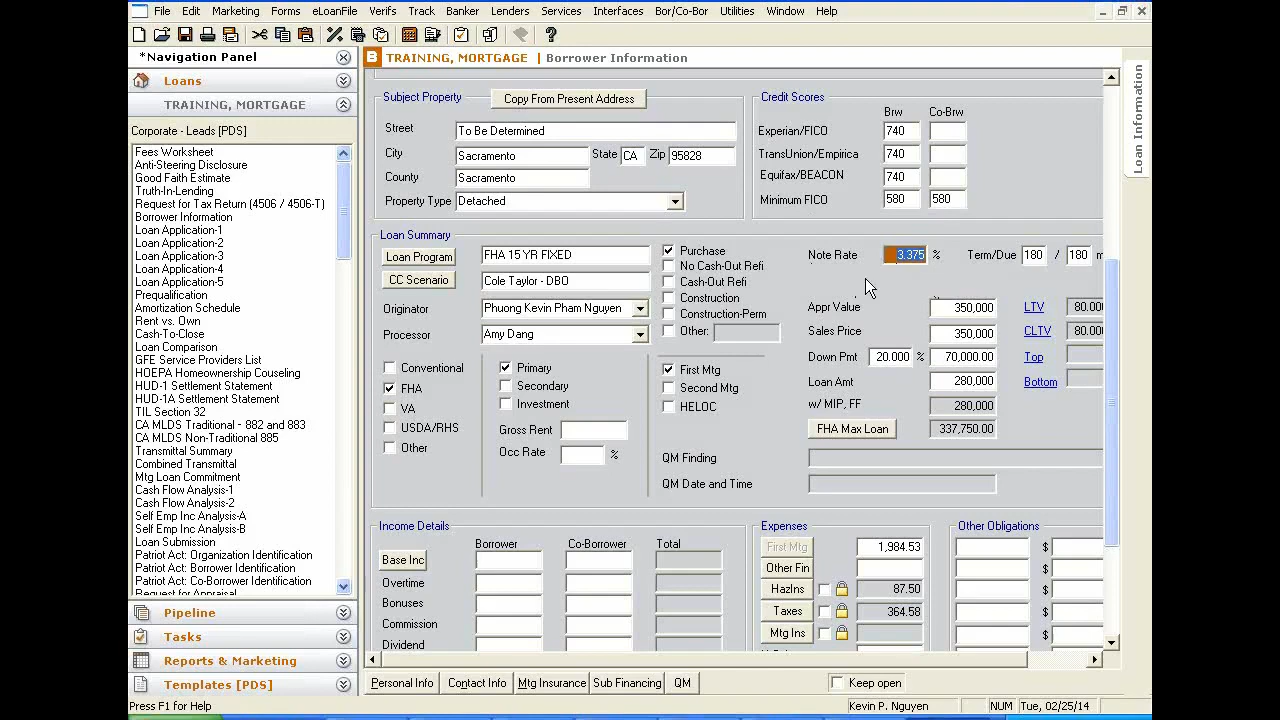 File Edit Marketing Forms eLoanFile Verifs Track Banker Lenders Services Interfaces Bor/Co-Bor Utilities Window Help
*Navigation Panel
Loans
TRAINING, MORTGAGE
Corporate - Leads [PDS]
Fees Worksheet
Anti-Steering Disclosure
Good Faith Estimate
Truth-In-Lending
Request for Tax Return (4506 / 4506-T)
Borrower Information
Loan Application-1
Loan Application-2
Loan Application-3
Loan Application-4
Loan Application-5
Prequalification
Amortization Schedule
Rent vs. Own
Cash-To-Close
Loan Comparison
GFE Service Providers List
HOEPA Homeownership Couseling
HUD-1 Settlement Statement
HUD-1A Settlement Statement
TIL Section 32
CA MLDS Traditional - 882 and 883
CA MLDS Non-Traditional 885
Transmittal Summary
Combined Transmittal
Mtg Loan Commitment
Cash Flow Analysis-1
Cash Flow Analysis-2
Self Emp Inc Analysis-A
Self Emp Inc Analysis-B
Loan Submission
Patriot Act: Organization Identification
Patriot Act: Borrower Identification
Patriot Act: Co-Borrower Identification
Request for Appraisal
Pipeline
Tasks
Reports & Marketing
Templates [PDS]
B TRAINING, MORTGAGE | Borrower Information
Loan Information
Subject Property Copy From Present Address
Street To Be Determined
City Sacramento State CA Zip 95828
County Sacramento
Property Type Detached
Credit Scores
Brw Co-Brw
Experian/FICO 740
TransUnion/Empirica 740
Equifax/BEACON 740
Minimum FICO 580 580
Loan Summary
Loan Program FHA 15 YR FIXED
CC Scenario Cole Taylor - DBO
Originator Phuong Kevin Pham Nguyen
Processor Amy Dang
Purchase
No Cash-Out Refi
Cash-Out Refi
Construction
Construction-Perm
Other:
Note Rate 3.375 % Term/Due 180 / 180 m
Appr Value 350,000 LTV 80.000
Sales Price 350,000 CLTV 80.000
Down Pmt 20.000 % 70,000.00 Top
Loan Amt 280,000 Bottom
w/ MIP, FF 280,000
FHA Max Loan 337,750.00
Conventional
FHA
VA
USDA/RHS
Other
Primary
Secondary
Investment
Gross Rent
Occ Rate %
First Mtg
Second Mtg
HELOC
QM Finding
QM Date and Time
Income Details
Borrower Co-Borrower Total
Base Inc
Overtime
Bonuses
Commission
Dividend
Expenses
First Mtg 1,984.53
Other Fin
HazIns 87.50
Taxes 364.58
Mtg Ins
Other Obligations
$
$
$
$
$
Personal Info Contact Info Mtg Insurance Sub Financing QM Keep open
Press F1 for Help Kevin P. Nguyen NUM Tue, 02/25/14